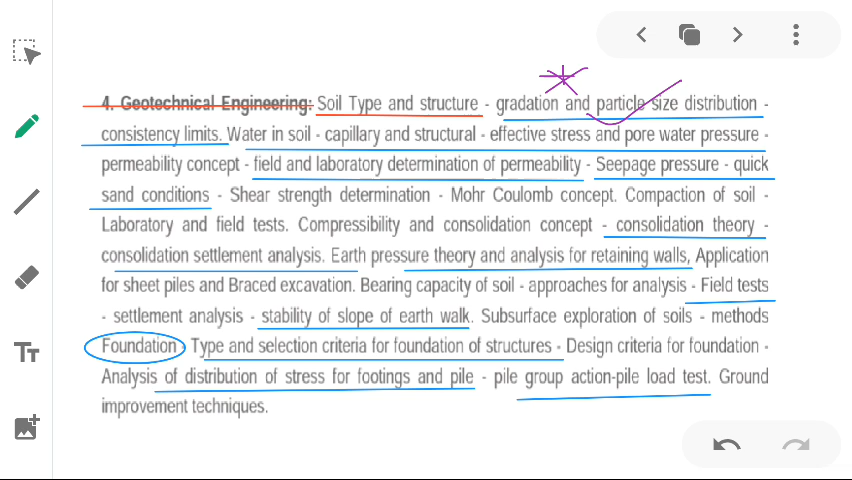 4. Geotechnical Engineering: Soil Type and structure - gradation and particle size distribution -
consistency limits. Water in soil - capillary and structural - effective stress and pore water pressure -
permeability concept - field and laboratory determination of permeability - Seepage pressure - quick
sand conditions - Shear strength determination - Mohr Coulomb concept. Compaction of soil -
Laboratory and field tests. Compressibility and consolidation concept - consolidation theory -
consolidation settlement analysis. Earth pressure theory and analysis for retaining walls, Application
for sheet piles and Braced excavation. Bearing capacity of soil - approaches for analysis - Field tests
- settlement analysis - stability of slope of earth walk. Subsurface exploration of soils - methods
Foundation Type and selection criteria for foundation of structures - Design criteria for foundation -
Analysis of distribution of stress for footings and pile - pile group action-pile load test. Ground
improvement techniques.
Tт